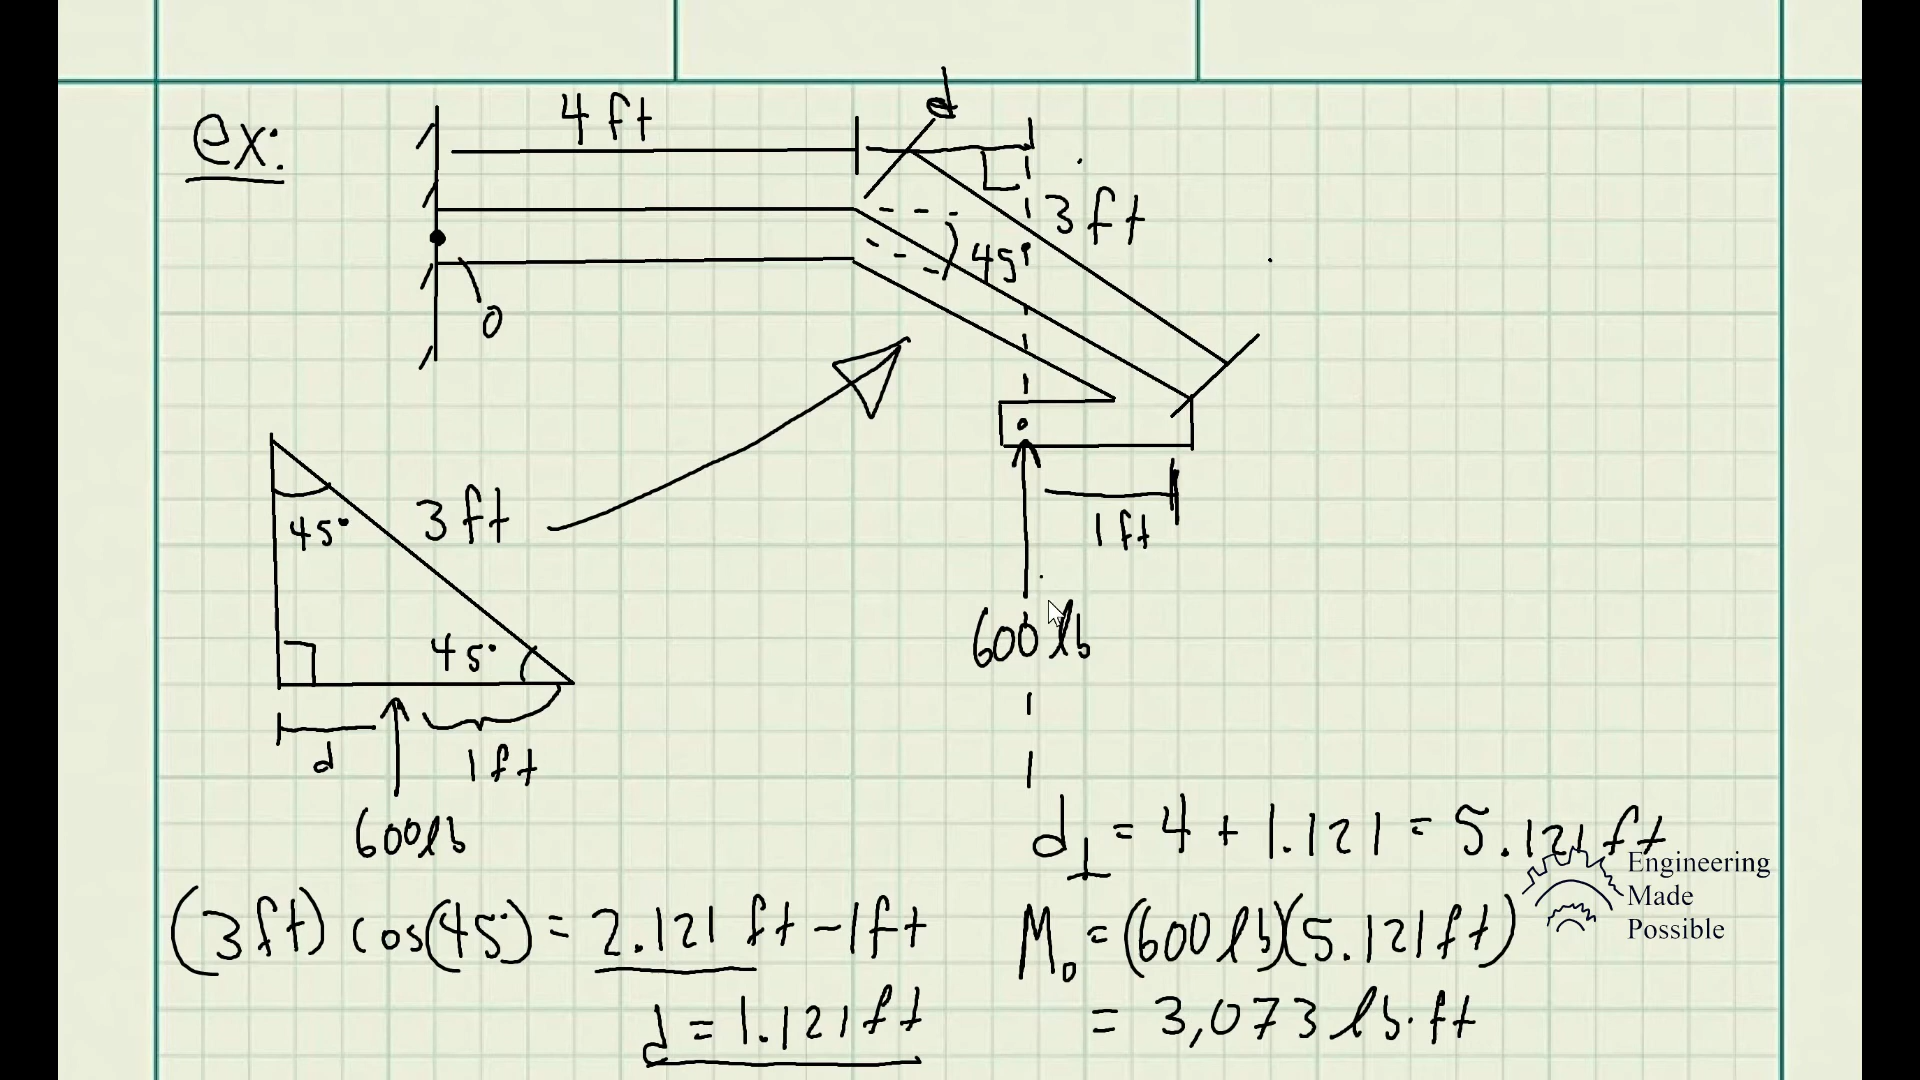 ex:
4 ft
d
3 ft
45°
0
1 ft
600 lb
45°
3 ft
45°
d
1 ft
600 lb
(3 ft) cos(45°) = 2.121 ft - 1 ft
d = 1.121 ft
d⊥ = 4 + 1.121 = 5.121 ft
M₀ = (600 lb)(5.121 ft)
= 3,073 lb·ft
Engineering
Made
Possible